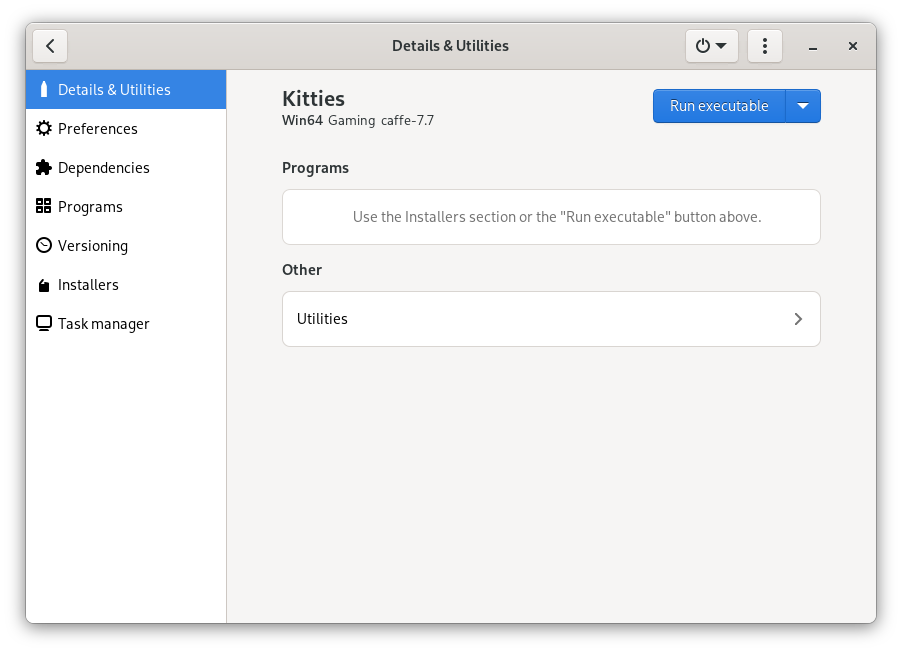 Details & Utilities
Details & Utilities
Preferences
Dependencies
Programs
Versioning
Installers
Task manager
Kitties
Win64 Gaming caffe-7.7
Run executable
Programs
Use the Installers section or the "Run executable" button above.
Other
Utilities